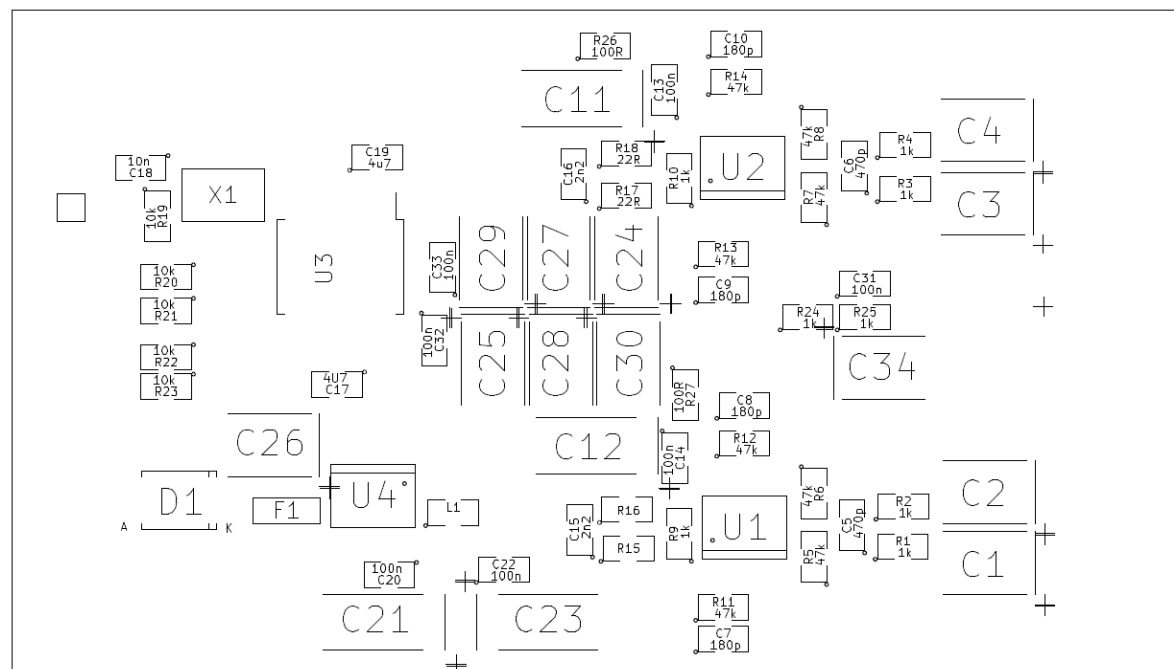 R26
100R
C10
180p
C13
100n
R14
47k
C11
47k
R8
C4
R4
1k
C6
470p
C19
4u7
10n
C18
R18
22R
C16
2n2
R10
1k
U2
X1
10k
R19
R17
22R
R7
47k
R3
1k
C3
U3
C33
100n
C29
C27
C24
R13
47k
10k
R20
C9
180p
C31
100n
10k
R21
R24
1k
R25
1k
100n
C32
C25
C28
C30
10k
R22
C34
10k
R23
4U7
C17
100R
R27
C8
180p
C26
C12
R12
47k
100n
C14
D1
A
K
F1
U4
L1
C15
2n2
R16
R15
R9
1k
U1
47k
R6
R5
47k
C5
470p
R2
1k
C2
R1
1k
C1
100n
C20
C22
100n
C21
C23
R11
47k
C7
180p